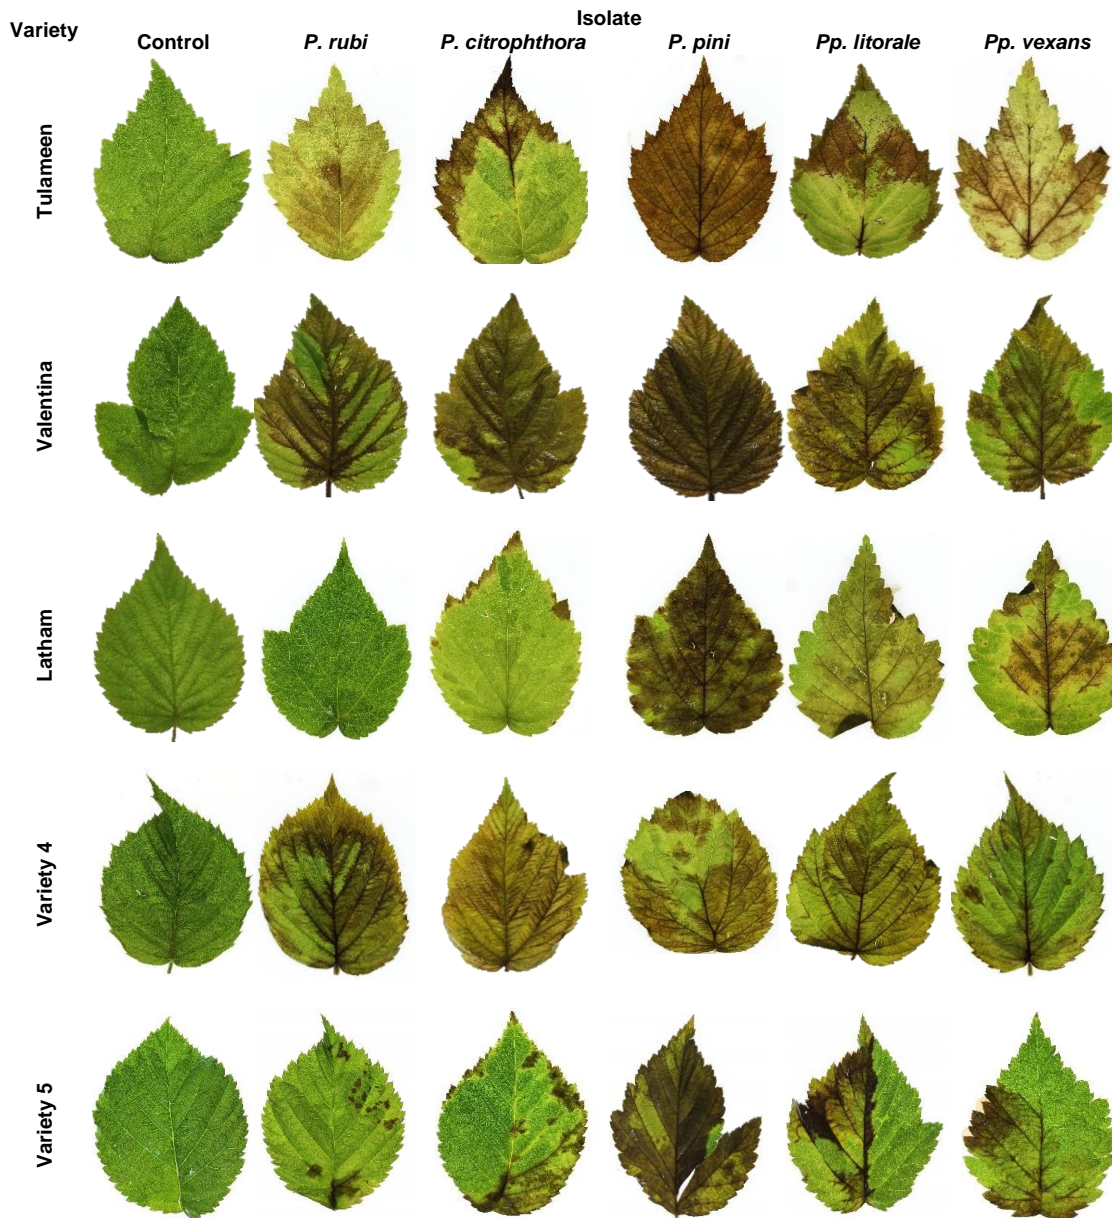 Isolate
Variety
Control P. rubi P. citrophthora P. pini Pp. litorale Pp. vexans
Tulameen
Valentina
Latham
Variety 4
Variety 5